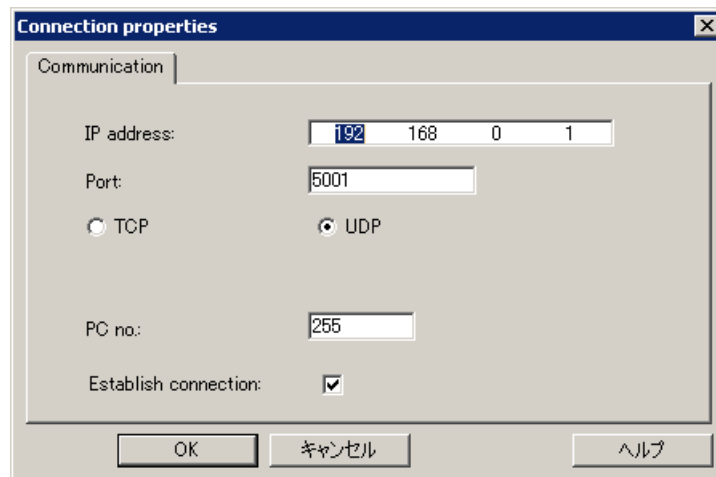 Connection properties
Communication
IP address: 192 168 0 1
Port: 5001
TCP UDP
PC no.: 255
Establish connection:
OK キャンセル ヘルプ